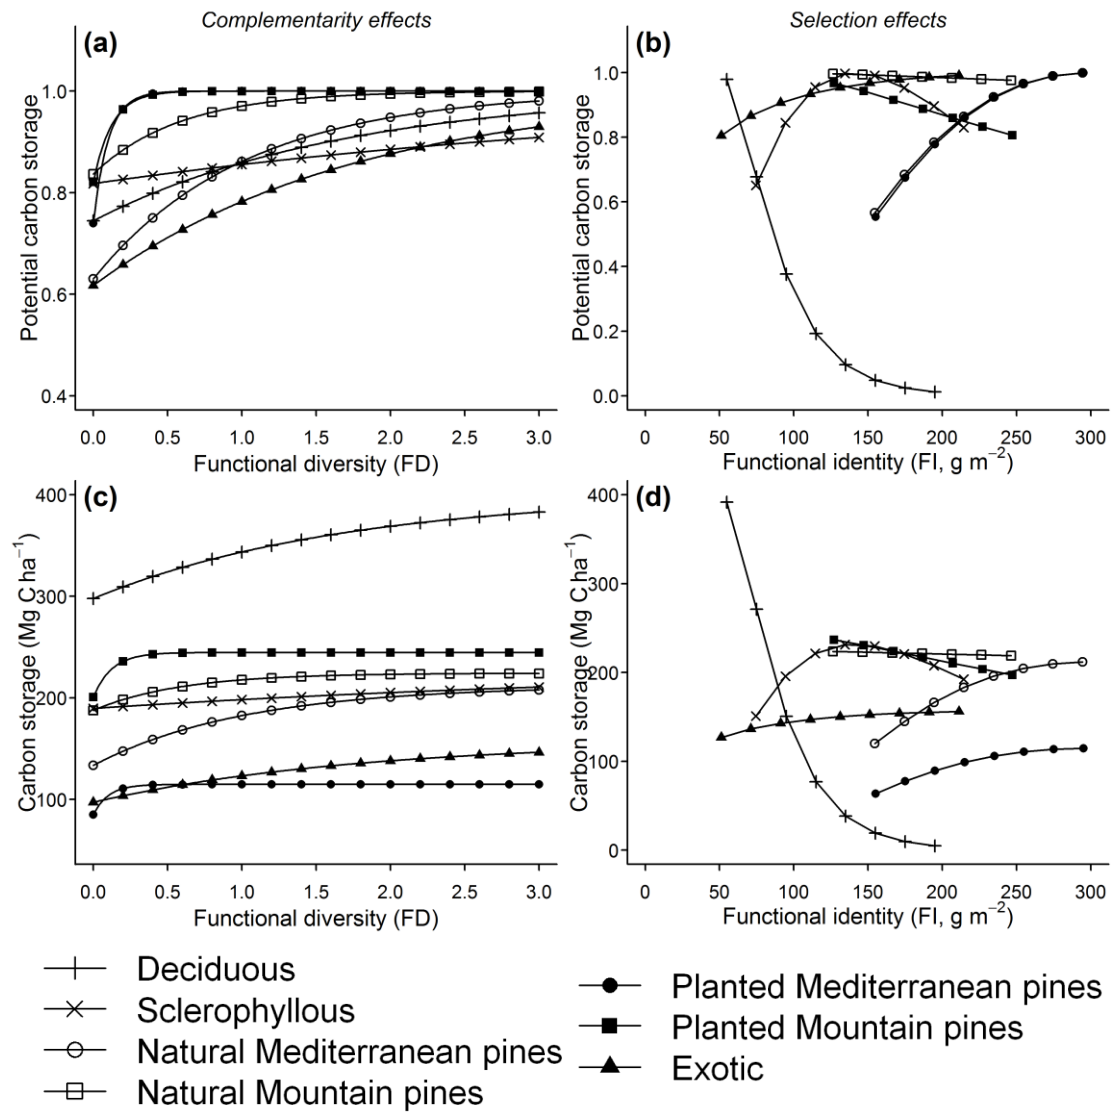 Complementarity effects
Selection effects
(a)
(b)
Potential carbon storage
1.0
0.8
0.6
0.4
0.0 0.5 1.0 1.5 2.0 2.5 3.0
Functional diversity (FD)
Potential carbon storage
1.0
0.8
0.6
0.4
0.2
0.0
0 50 100 150 200 250 300
Functional identity (FI, g m⁻²)
(c)
(d)
Carbon storage (Mg C ha⁻¹)
400
300
200
100
0.0 0.5 1.0 1.5 2.0 2.5 3.0
Functional diversity (FD)
Carbon storage (Mg C ha⁻¹)
400
300
200
100
0
0 50 100 150 200 250 300
Functional identity (FI, g m⁻²)
Deciduous
Sclerophyllous
Natural Mediterranean pines
Natural Mountain pines
Planted Mediterranean pines
Planted Mountain pines
Exotic